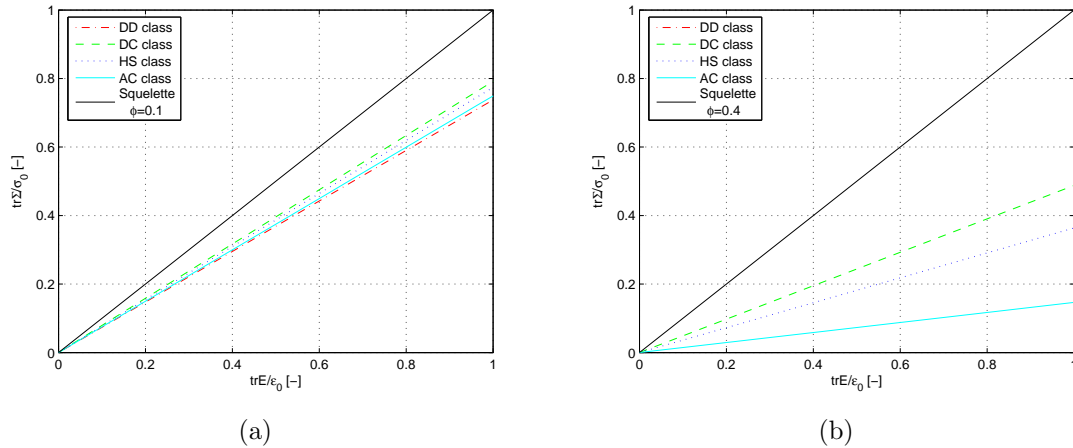 DD class
DC class
HS class
AC class
Squelette
ϕ=0.1
1
0.8
0.6
0.4
0.2
0
0
0.2
0.4
0.6
0.8
1
trΣ/σ0 [−]
trE/ε0 [−]
(a)
DD class
DC class
HS class
AC class
Squelette
ϕ=0.4
1
0.8
0.6
0.4
0.2
0
0
0.2
0.4
0.6
0.8
1
trΣ/σ0 [−]
trE/ε0 [−]
(b)